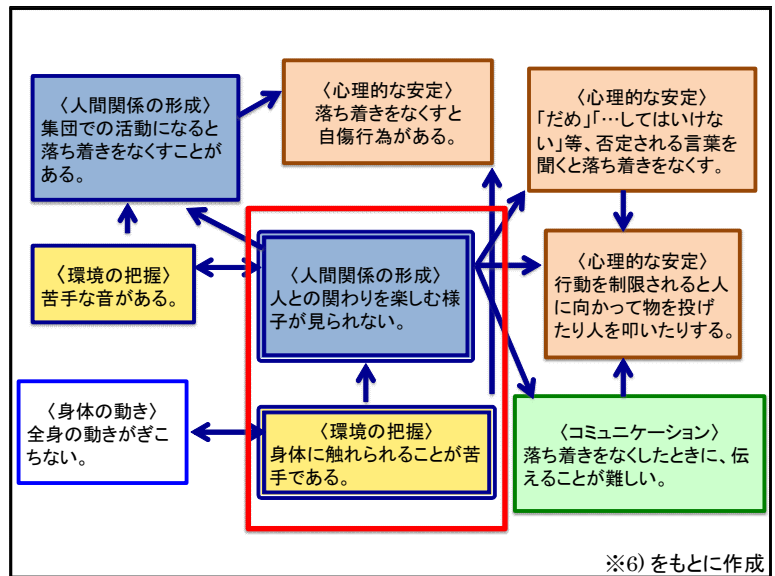 〈人間関係の形成〉
集団での活動になると
落ち着きをなくすことが
ある。
〈心理的な安定〉
落ち着きをなくすと
自傷行為がある。
〈心理的な安定〉
「だめ」「…してはいけな
い」等、否定される言葉を
聞くと落ち着きをなくす。
〈環境の把握〉
苦手な音がある。
〈人間関係の形成〉
人との関わりを楽しむ様
子が見られない。
〈心理的な安定〉
行動を制限されると人
に向かって物を投げ
たり人を叩いたりする。
〈身体の動き〉
全身の動きがぎこ
ちない。
〈環境の把握〉
身体に触れられることが苦
手である。
〈コミュニケーション〉
落ち着きをなくしたときに、伝
えることが難しい。
※6) をもとに作成